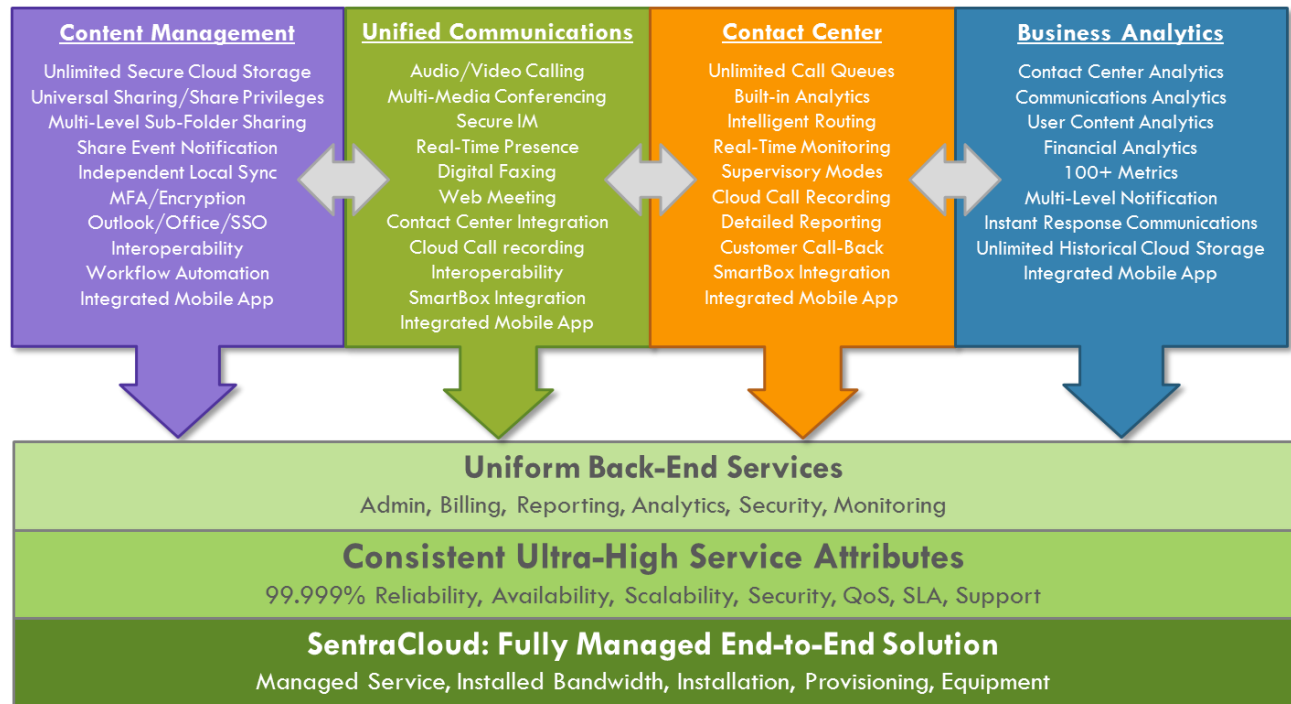 Content Management
Unlimited Secure Cloud Storage
Universal Sharing/Share Privileges
Multi-Level Sub-Folder Sharing
Share Event Notification
Independent Local Sync
MFA/Encryption
Outlook/Office/SSO
Interoperability
Workflow Automation
Integrated Mobile App
Unified Communications
Audio/Video Calling
Multi-Media Conferencing
Secure IM
Real-Time Presence
Digital Faxing
Web Meeting
Contact Center Integration
Cloud Call recording
Interoperability
SmartBox Integration
Integrated Mobile App
Contact Center
Unlimited Call Queues
Built-in Analytics
Intelligent Routing
Real-Time Monitoring
Supervisory Modes
Cloud Call Recording
Detailed Reporting
Customer Call-Back
SmartBox Integration
Integrated Mobile App
Business Analytics
Contact Center Analytics
Communications Analytics
User Content Analytics
Financial Analytics
100+ Metrics
Multi-Level Notification
Instant Response Communications
Unlimited Historical Cloud Storage
Integrated Mobile App
Uniform Back-End Services
Admin, Billing, Reporting, Analytics, Security, Monitoring
Consistent Ultra-High Service Attributes
99.999% Reliability, Availability, Scalability, Security, QoS, SLA, Support
SentraCloud: Fully Managed End-to-End Solution
Managed Service, Installed Bandwidth, Installation, Provisioning, Equipment